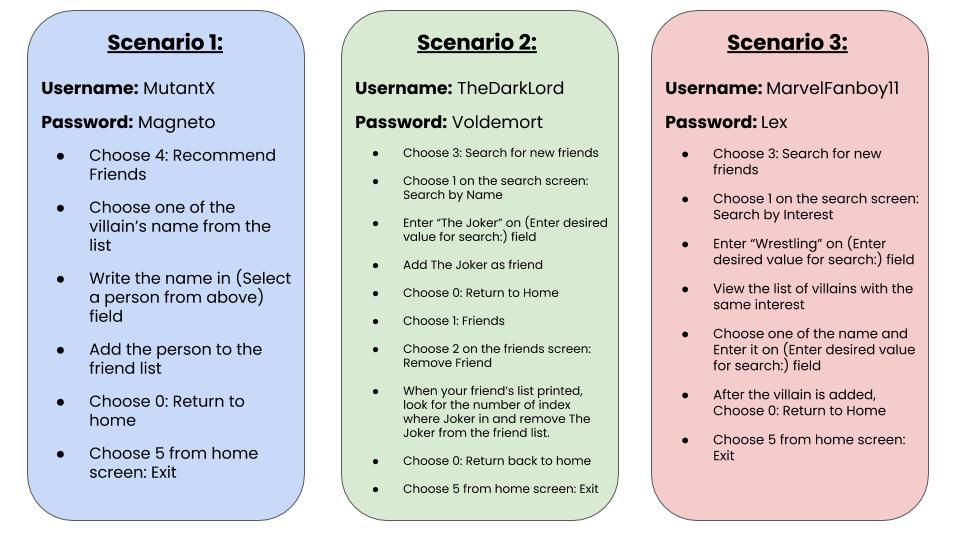 Scenario 1:
Username: MutantX
Password: Magneto
● Choose 4: Recommend
Friends
● Choose one of the
villain's name from the
list
● Write the name in (Select
a person from above)
field
● Add the person to the
friend list
● Choose 0: Return to
home
● Choose 5 from home
screen: Exit
Scenario 2:
Username: TheDarkLord
Password: Voldemort
● Choose 3: Search for new friends
● Choose 1 on the search screen:
Search by Name
● Enter “The Joker” on (Enter desired
value for search:) field
● Add The Joker as friend
● Choose 0: Return to Home
● Choose 1: Friends
● Choose 2 on the friends screen:
Remove Friend
● When your friend's list printed,
look for the number of index
where Joker in and remove The
Joker from the friend list.
● Choose 0: Return back to home
● Choose 5 from home screen: Exit
Scenario 3:
Username: MarvelFanboy11
Password: Lex
● Choose 3: Search for new
friends
● Choose 1 on the search screen:
Search by Interest
● Enter “Wrestling” on (Enter
desired value for search:) field
● View the list of villains with the
same interest
● Choose one of the name and
Enter it on (Enter desired value
for search:) field
● After the villain is added,
Choose 0: Return to Home
● Choose 5 from home screen:
Exit